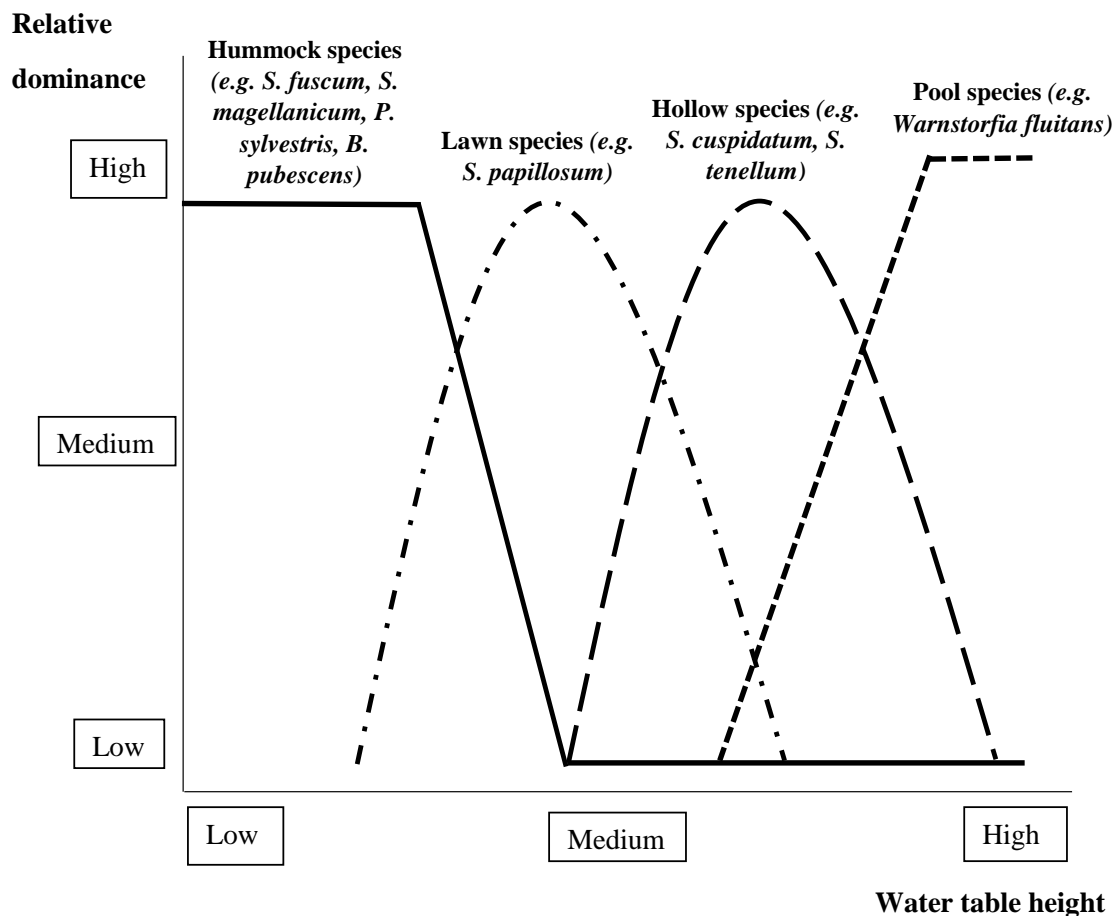 Relative
dominance
Hummock species
(e.g. S. fuscum, S.
magellanicum, P.
sylvestris, B.
pubescens)
Lawn species (e.g.
S. papillosum)
Hollow species (e.g.
S. cuspidatum, S.
tenellum)
Pool species (e.g.
Warnstorfia fluitans)
High
Medium
Low
Low
Medium
High
Water table height